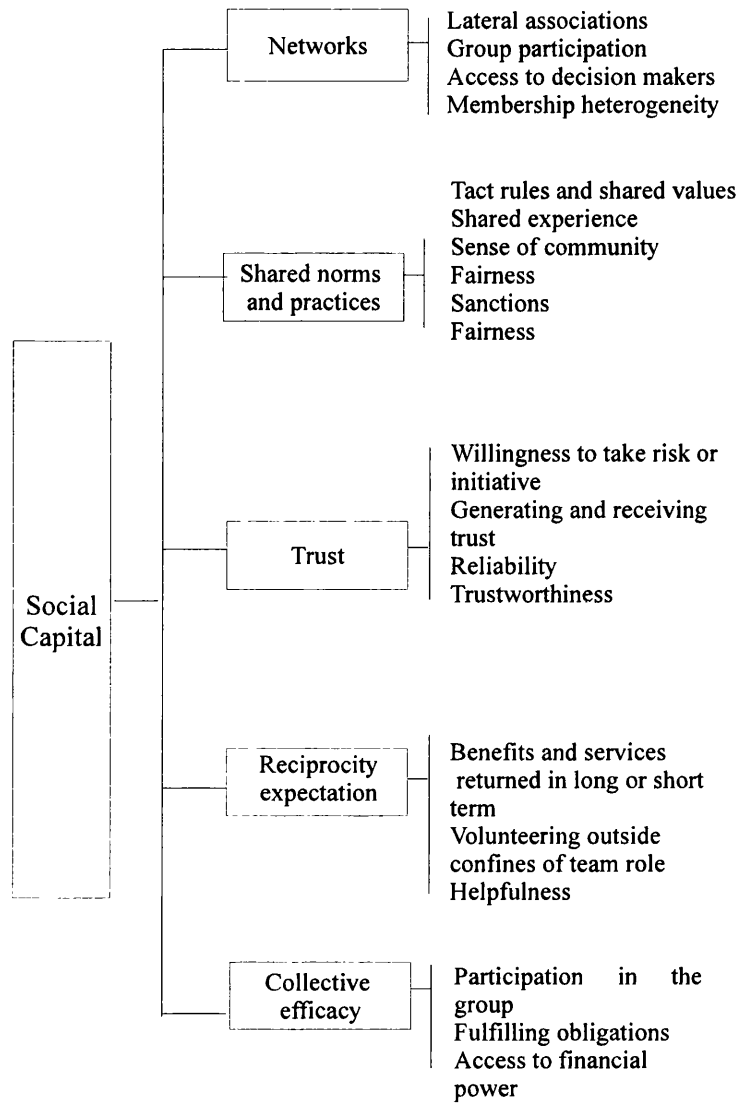 Networks
Lateral associations
Group participation
Access to decision makers
Membership heterogeneity
Shared norms
and practices
Tact rules and shared values
Shared experience
Sense of community
Fairness
Sanctions
Fairness
Social
Capital
Trust
Willingness to take risk or
initiative
Generating and receiving
trust
Reliability
Trustworthiness
Reciprocity
expectation
Benefits and services
returned in long or short
term
Volunteering outside
confines of team role
Helpfulness
Collective
efficacy
Participation in the
group
Fulfilling obligations
Access to financial
power